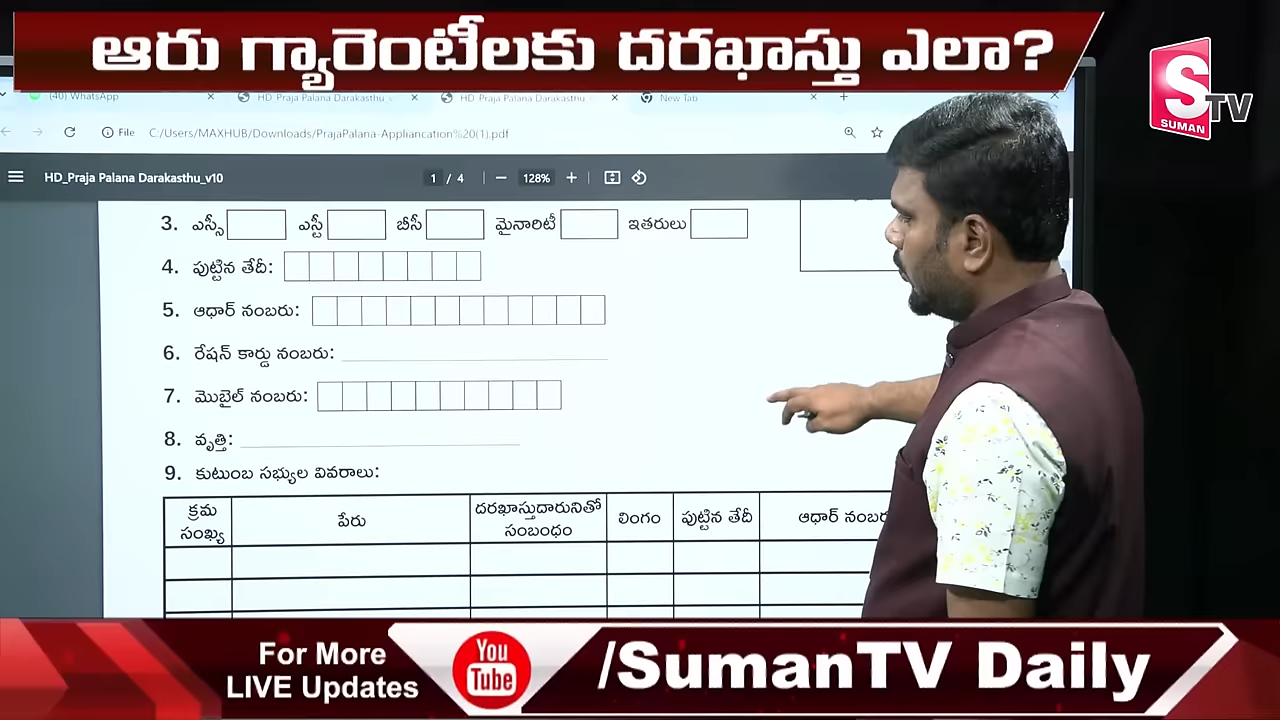 ఆరు గ్యారెంటీలకు దరఖాస్తు ఎలా?
S TV
SUMAN
(40) WhatsApp
HD_Praja Palana Darakasthu_v
HD_Praja Palana Darakasthu_
New Tab
File C:/Users/MAXHUB/Downloads/PrajaPalana-Appliancation%20(1).pdf
HD_Praja Palana Darakasthu_v10
1 / 4
128%
3. ఎస్సీ ఎస్టీ బీసీ మైనారిటీ ఇతరులు
4. పుట్టిన తేదీ:
5. ఆధార్ నంబరు:
6. రేషన్ కార్డు నంబరు:
7. మొబైల్ నంబరు:
8. వృత్తి:
9. కుటుంబ సభ్యుల వివరాలు:
క్రమ సంఖ్య
పేరు
దరఖాస్తుదారునితో సంబంధం
లింగం
పుట్టిన తేదీ
ఆధార్ నంబర
For More
LIVE Updates
You Tube
/SumanTV Daily